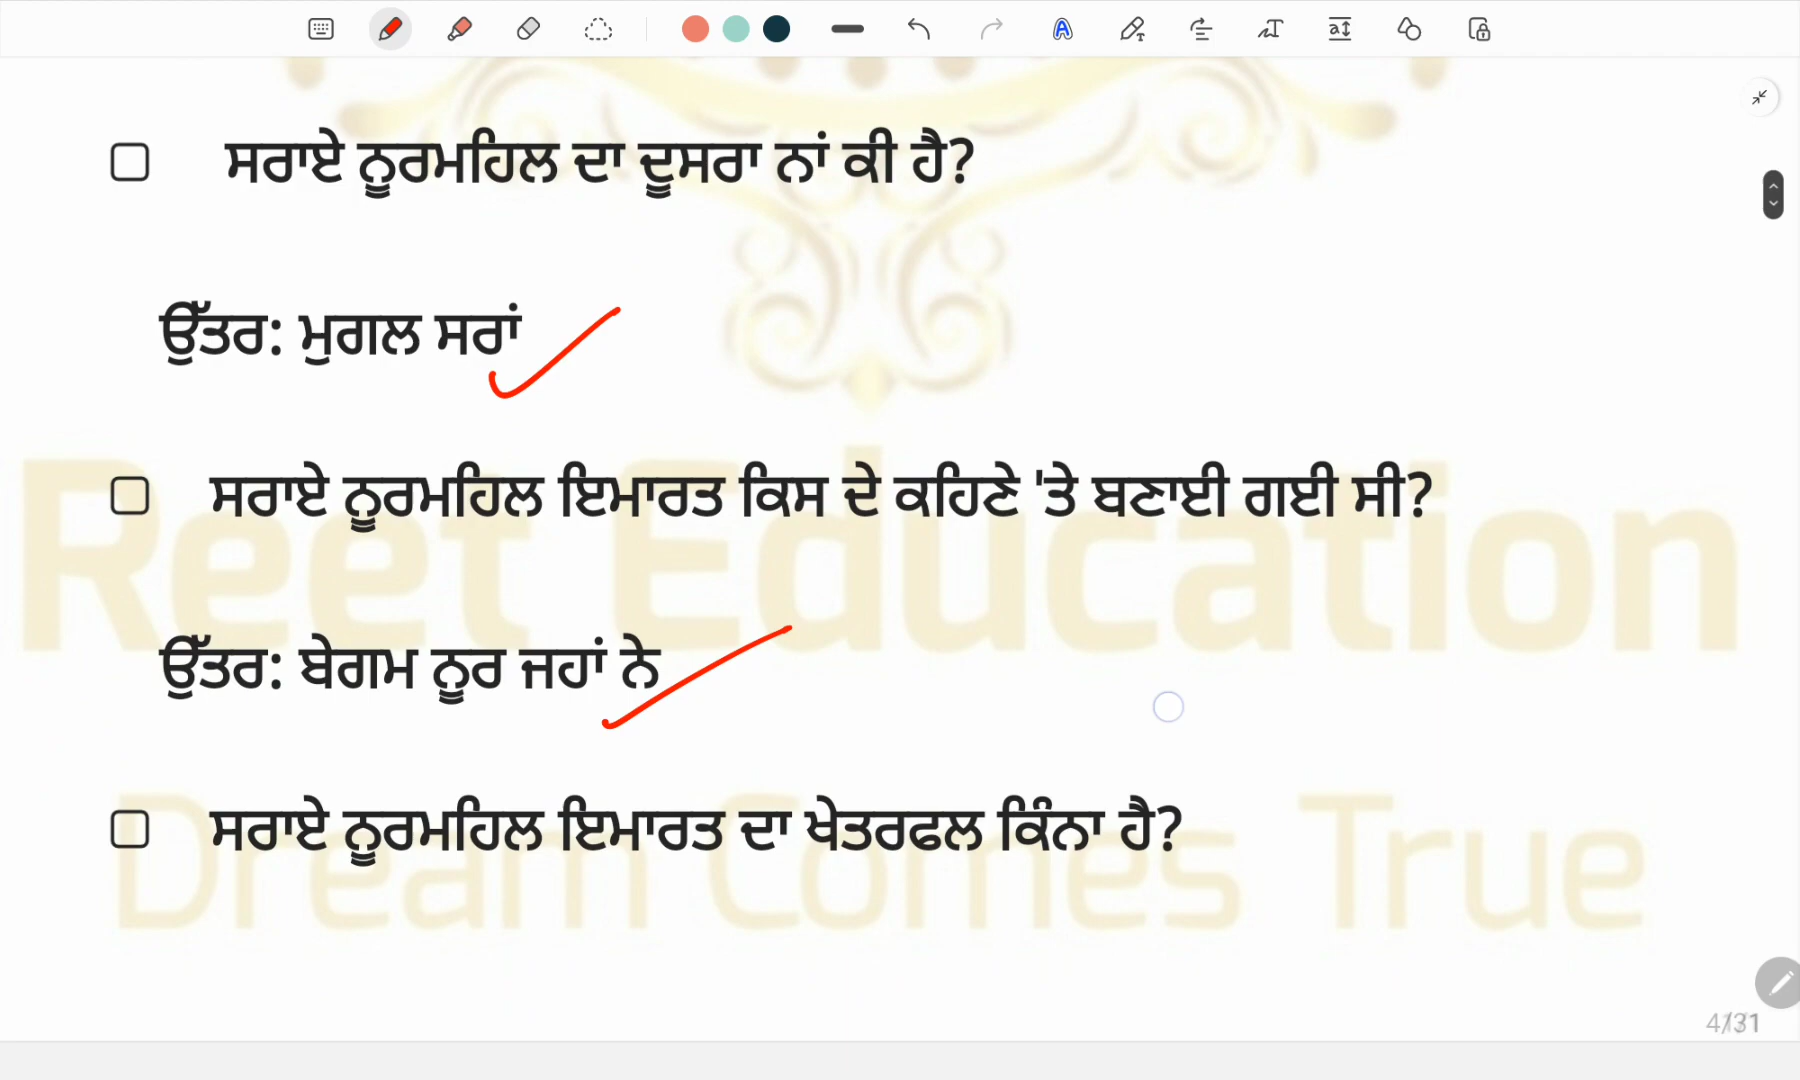 ਸਰਾਏ ਨੂਰਮਹਿਲ ਦਾ ਦੂਸਰਾ ਨਾਂ ਕੀ ਹੈ?
ਉੱਤਰ: ਮੁਗਲ ਸਰਾਂ
ਸਰਾਏ ਨੂਰਮਹਿਲ ਇਮਾਰਤ ਕਿਸ ਦੇ ਕਹਿਣੇ 'ਤੇ ਬਣਾਈ ਗਈ ਸੀ?
Reet Education
ਉੱਤਰ: ਬੇਗਮ ਨੂਰ ਜਹਾਂ ਨੇ
ਸਰਾਏ ਨੂਰਮਹਿਲ ਇਮਾਰਤ ਦਾ ਖੇਤਰਫਲ ਕਿੰਨਾ ਹੈ?
Dream Comes True
4/31